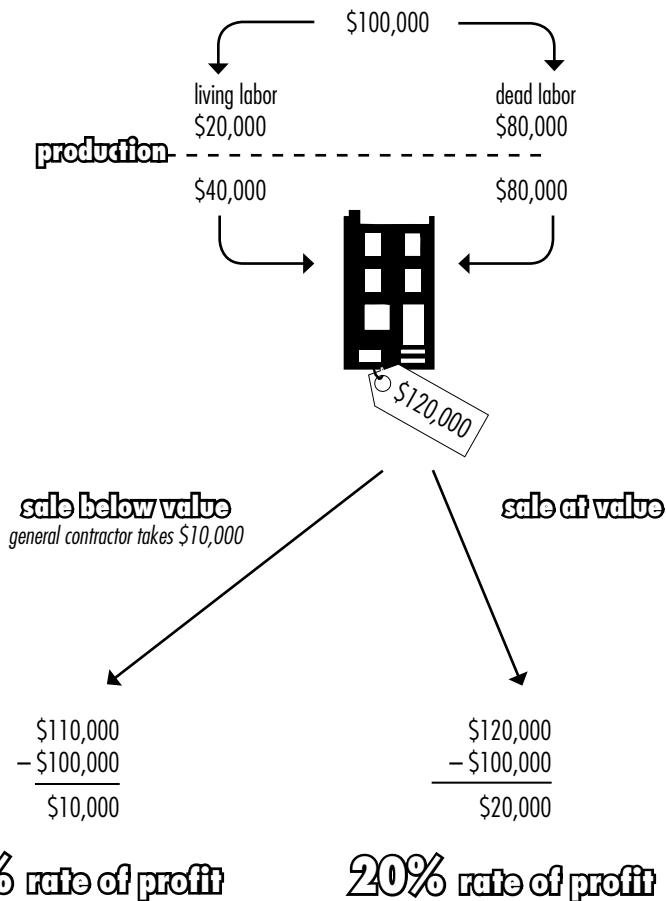 $100,000
living labor
$20,000
dead labor
$80,000
production
$40,000
$80,000
$120,000
sale below value
general contractor takes $10,000
sale at value
$110,000
– $100,000
$10,000
$120,000
– $100,000
$20,000
% rate of profit
20% rate of profit